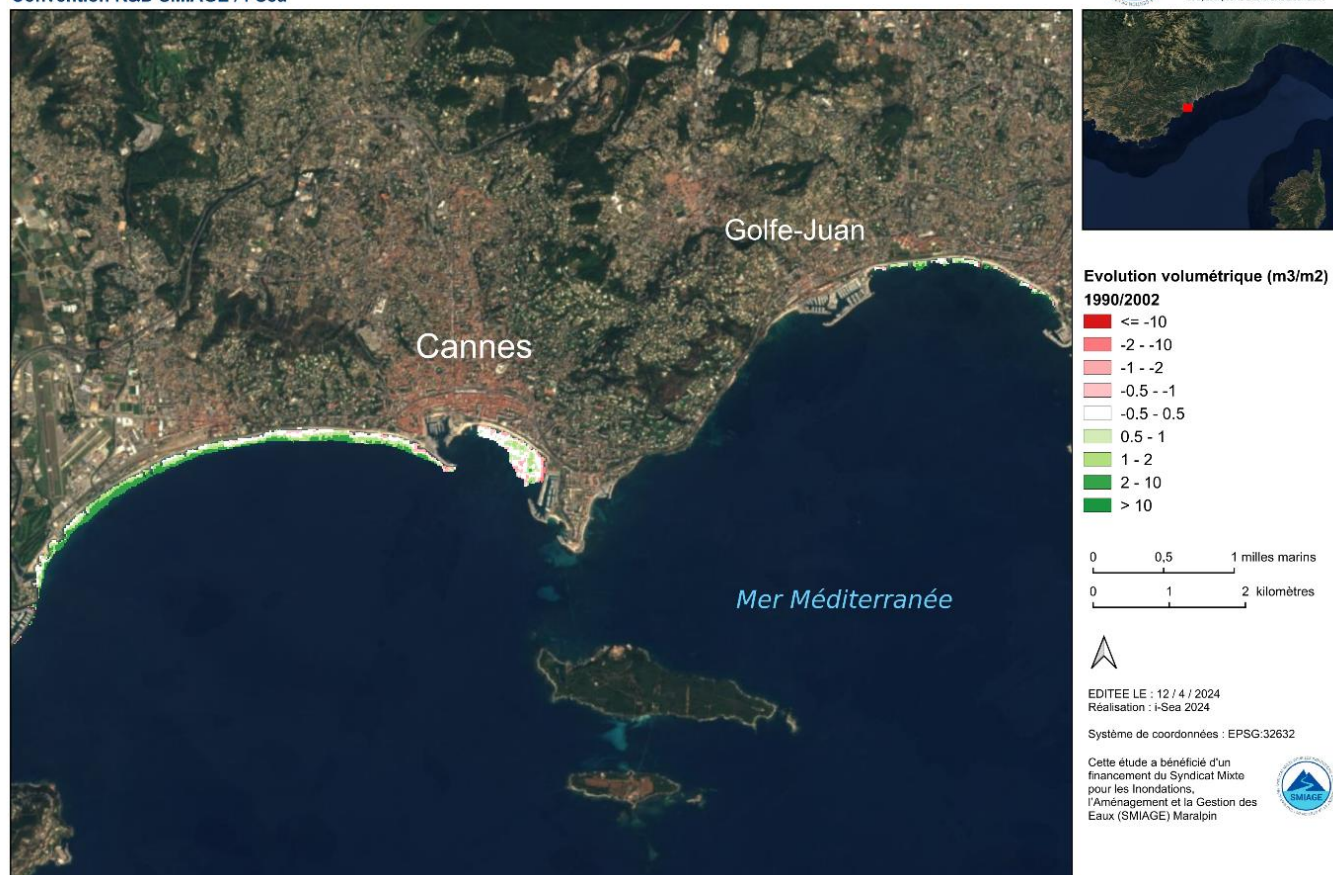 Golfe-Juan
Cannes
Mer Méditerranée
Evolution volumétrique (m3/m2)
1990/2002
<= -10
-2 - -10
-1 - -2
-0.5 - -1
-0.5 - 0.5
0.5 - 1
1 - 2
2 - 10
> 10
0 0,5 1 milles marins
0 1 2 kilomètres
EDITEE LE : 12 / 4 / 2024
Réalisation : i-Sea 2024
Système de coordonnées : EPSG:32632
Cette étude a bénéficié d'un
financement du Syndicat Mixte
pour les Inondations,
l'Aménagement et la Gestion des
Eaux (SMIAGE) Maralpin
SMIAGE